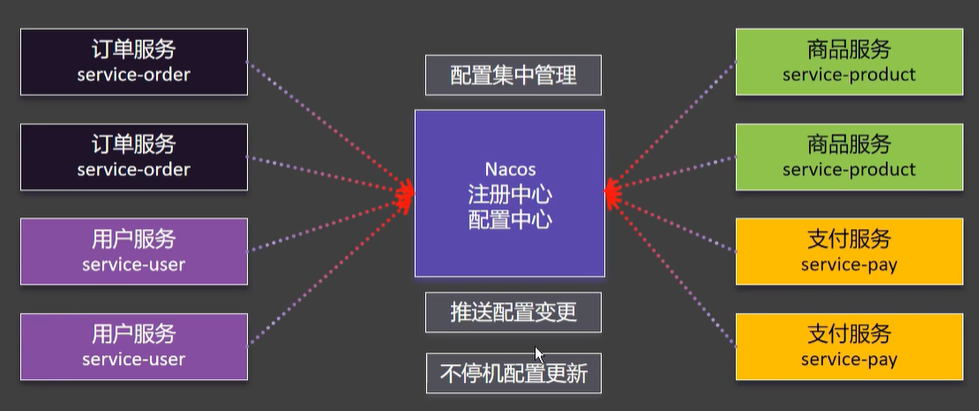 订单服务
service-order
订单服务
service-order
用户服务
service-user
用户服务
service-user
配置集中管理
Nacos
注册中心
配置中心
推送配置变更
不停机配置更新
商品服务
service-product
商品服务
service-product
支付服务
service-pay
支付服务
service-pay